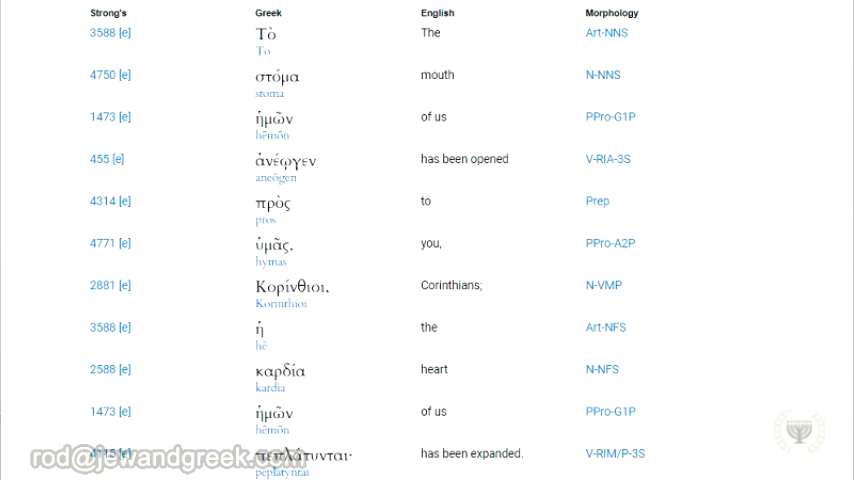 Strong's Greek English Morphology
3588 [e] Τὸ The Art-NNS
To
4750 [e] στόμα mouth N-NNS
stoma
1473 [e] ἡμῶν of us PPro-G1P
hēmōn
455 [e] ἀνέῳγεν has been opened V-RIA-3S
aneōgen
4314 [e] πρὸς to Prep
pros
4771 [e] ὑμᾶς, you, PPro-A2P
hymas
2881 [e] Κορίνθιοι, Corinthians; N-VMP
Korinthioi
3588 [e] ἡ the Art-NFS
hē
2588 [e] καρδία heart N-NFS
kardia
1473 [e] ἡμῶν of us PPro-G1P
hēmōn
[e] πεπλάτυνται· has been expanded. V-RIM/P-3S
rod@jewandgreek.com
peplatyntai